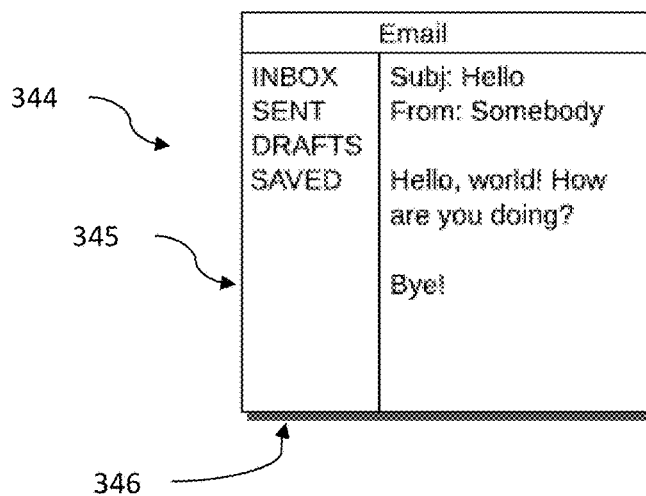 Email
INBOX
SENT
DRAFTS
SAVED
Subj: Hello
From: Somebody
Hello, world! How
are you doing?
Bye!
344
345
346